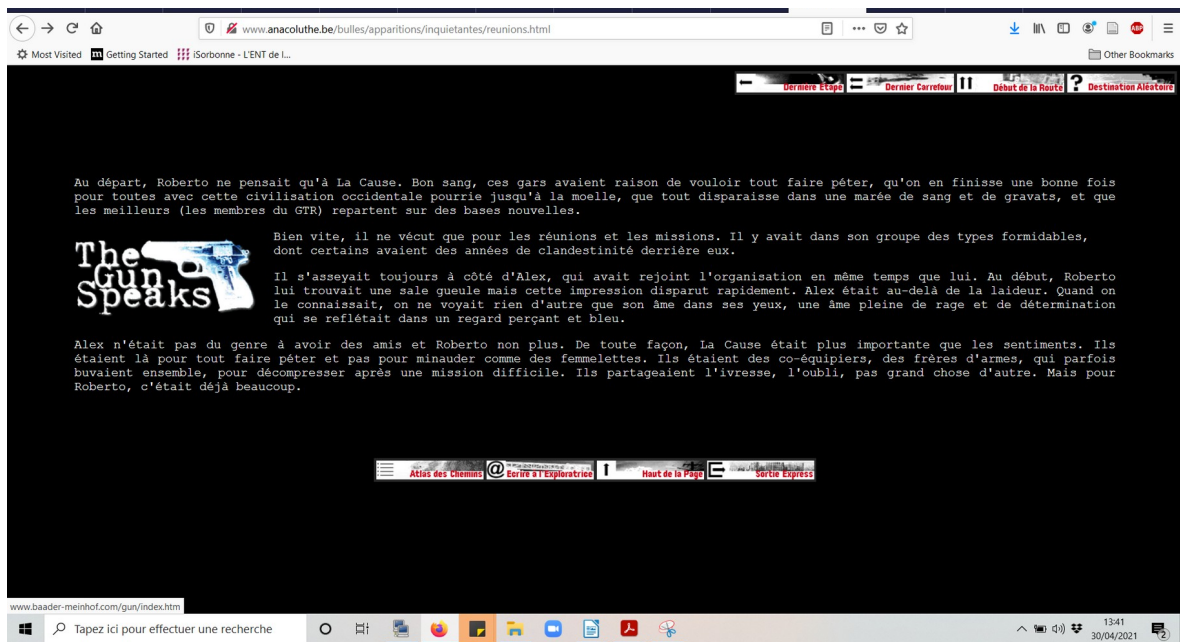 www.anacoluthe.be/bulles/apparitions/inquietantes/reunions.html
Most Visited Getting Started iSorbonne - L'ENT de l... Other Bookmarks
Dernière Etape Dernier Carrefour Début de la Route ? Destination Aléatoire
Au départ, Roberto ne pensait qu'à La Cause. Bon sang, ces gars avaient raison de vouloir tout faire péter, qu'on en finisse une bonne fois
pour toutes avec cette civilisation occidentale pourrie jusqu'à la moelle, que tout disparaisse dans une marée de sang et de gravats, et que
les meilleurs (les membres du GTR) repartent sur des bases nouvelles.
The
Gun
Speaks
Bien vite, il ne vécut que pour les réunions et les missions. Il y avait dans son groupe des types formidables,
dont certains avaient des années de clandestinité derrière eux.
Il s'asseyait toujours à côté d'Alex, qui avait rejoint l'organisation en même temps que lui. Au début, Roberto
lui trouvait une sale gueule mais cette impression disparut rapidement. Alex était au-delà de la laideur. Quand on
le connaissait, on ne voyait rien d'autre que son âme dans ses yeux, une âme pleine de rage et de détermination
qui se reflétait dans un regard perçant et bleu.
Alex n'était pas du genre à avoir des amis et Roberto non plus. De toute façon, La Cause était plus importante que les sentiments. Ils
étaient là pour tout faire péter et pas pour minauder comme des femmelettes. Ils étaient des co-équipiers, des frères d'armes, qui parfois
buvaient ensemble, pour décompresser après une mission difficile. Ils partageaient l'ivresse, l'oubli, pas grand chose d'autre. Mais pour
Roberto, c'était déjà beaucoup.
Atlas des Chemins @ Ecrire à l'Exploratrice Haut de la Page Sortie Express
www.baader-meinhof.com/gun/index.htm
Tapez ici pour effectuer une recherche
13:41
30/04/2021
2